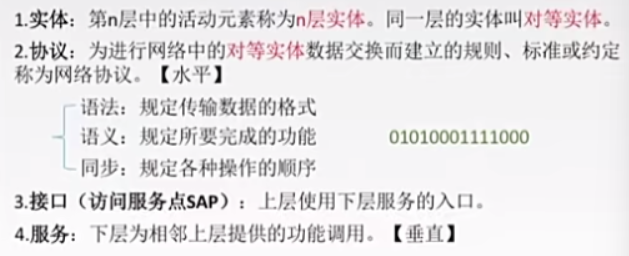 1.实体：第n层中的活动元素称为n层实体。同一层的实体叫对等实体。
2.协议：为进行网络中的对等实体数据交换而建立的规则、标准或约定
称为网络协议。【水平】
语法：规定传输数据的格式
语义：规定所要完成的功能 01010001111000
同步：规定各种操作的顺序
3.接口（访问服务点SAP）：上层使用下层服务的入口。
4.服务：下层为相邻上层提供的功能调用。【垂直】